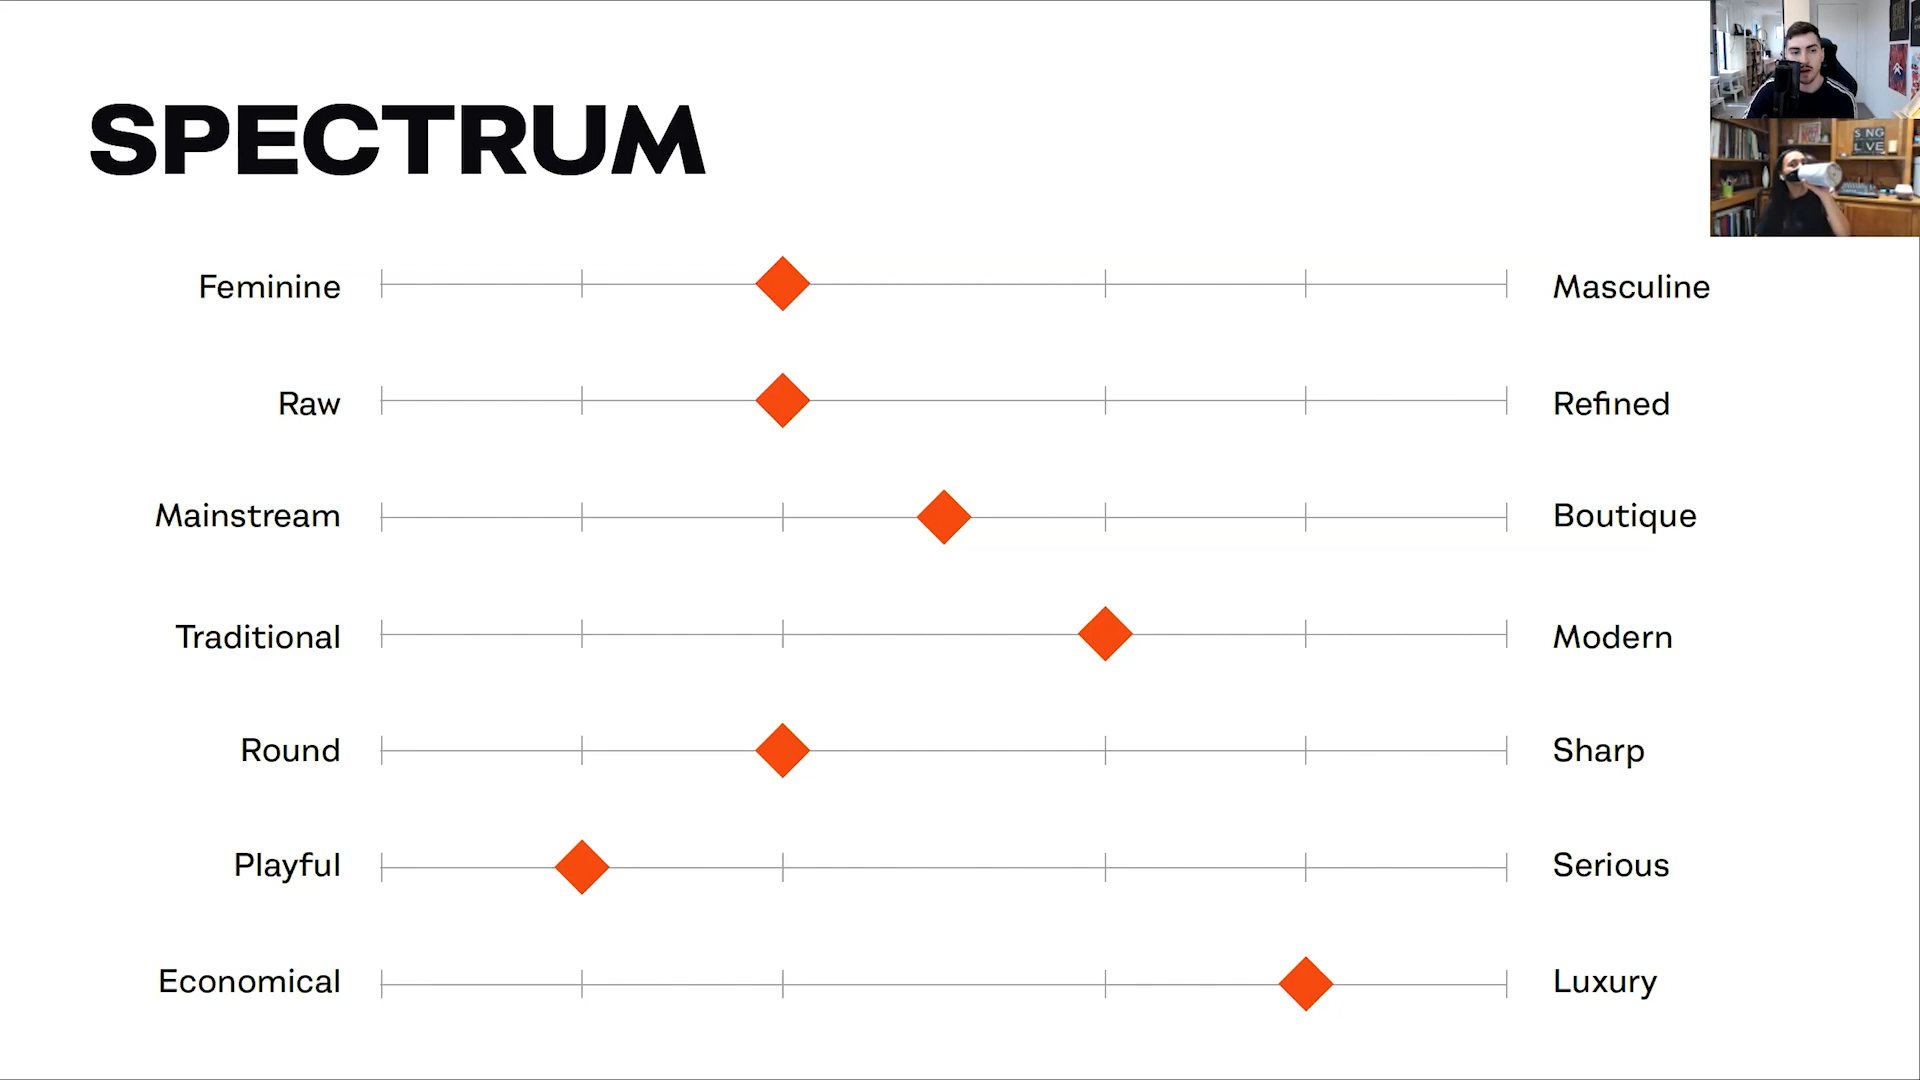 SPECTRUM
Feminine Masculine
Raw Refined
Mainstream Boutique
Traditional Modern
Round Sharp
Playful Serious
Economical Luxury